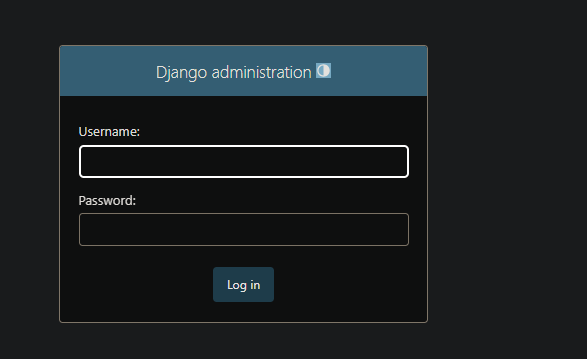 Django administration
Username:
Password:
Log in